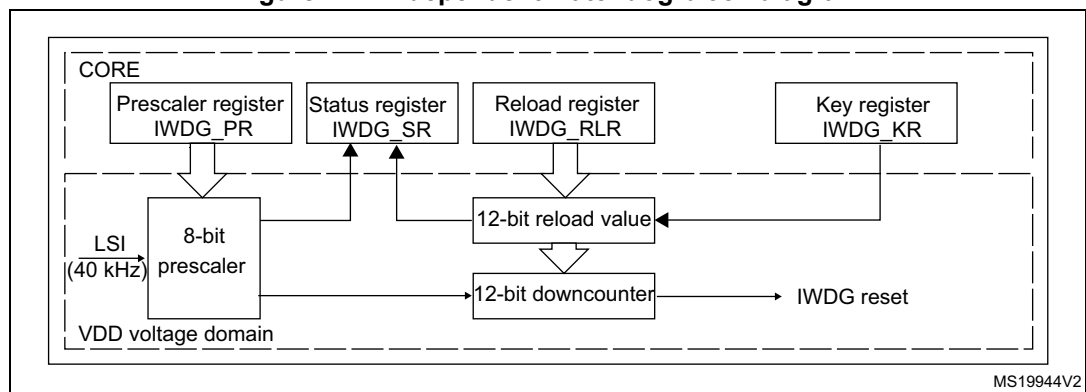 CORE
Prescaler register
IWDG_PR
Status register
IWDG_SR
Reload register
IWDG_RLR
Key register
IWDG_KR
LSI
(40 kHz)
8-bit
prescaler
12-bit reload value
12-bit downcounter
IWDG reset
VDD voltage domain
MS19944V2